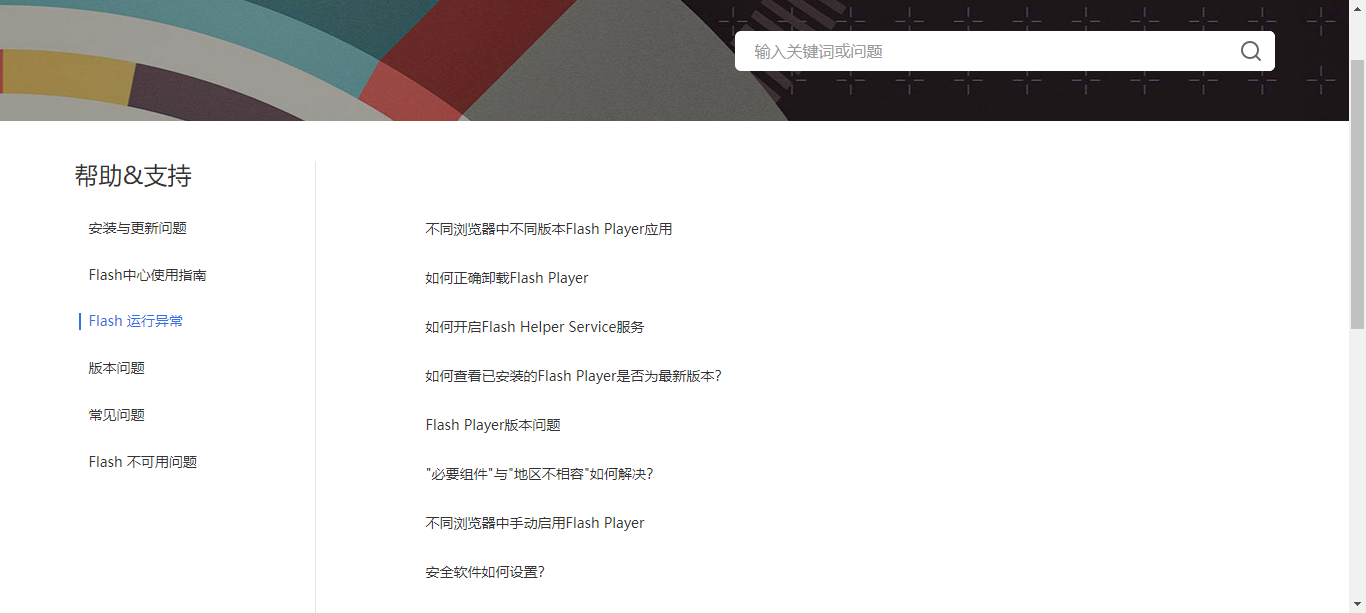 输入关键词或问题
帮助&支持
安装与更新问题
Flash中心使用指南
Flash 运行异常
版本问题
常见问题
Flash 不可用问题
不同浏览器中不同版本Flash Player应用
如何正确卸载Flash Player
如何开启Flash Helper Service服务
如何查看已安装的Flash Player是否为最新版本?
Flash Player版本问题
"必要组件"与"地区不相容"如何解决?
不同浏览器中手动启用Flash Player
安全软件如何设置?